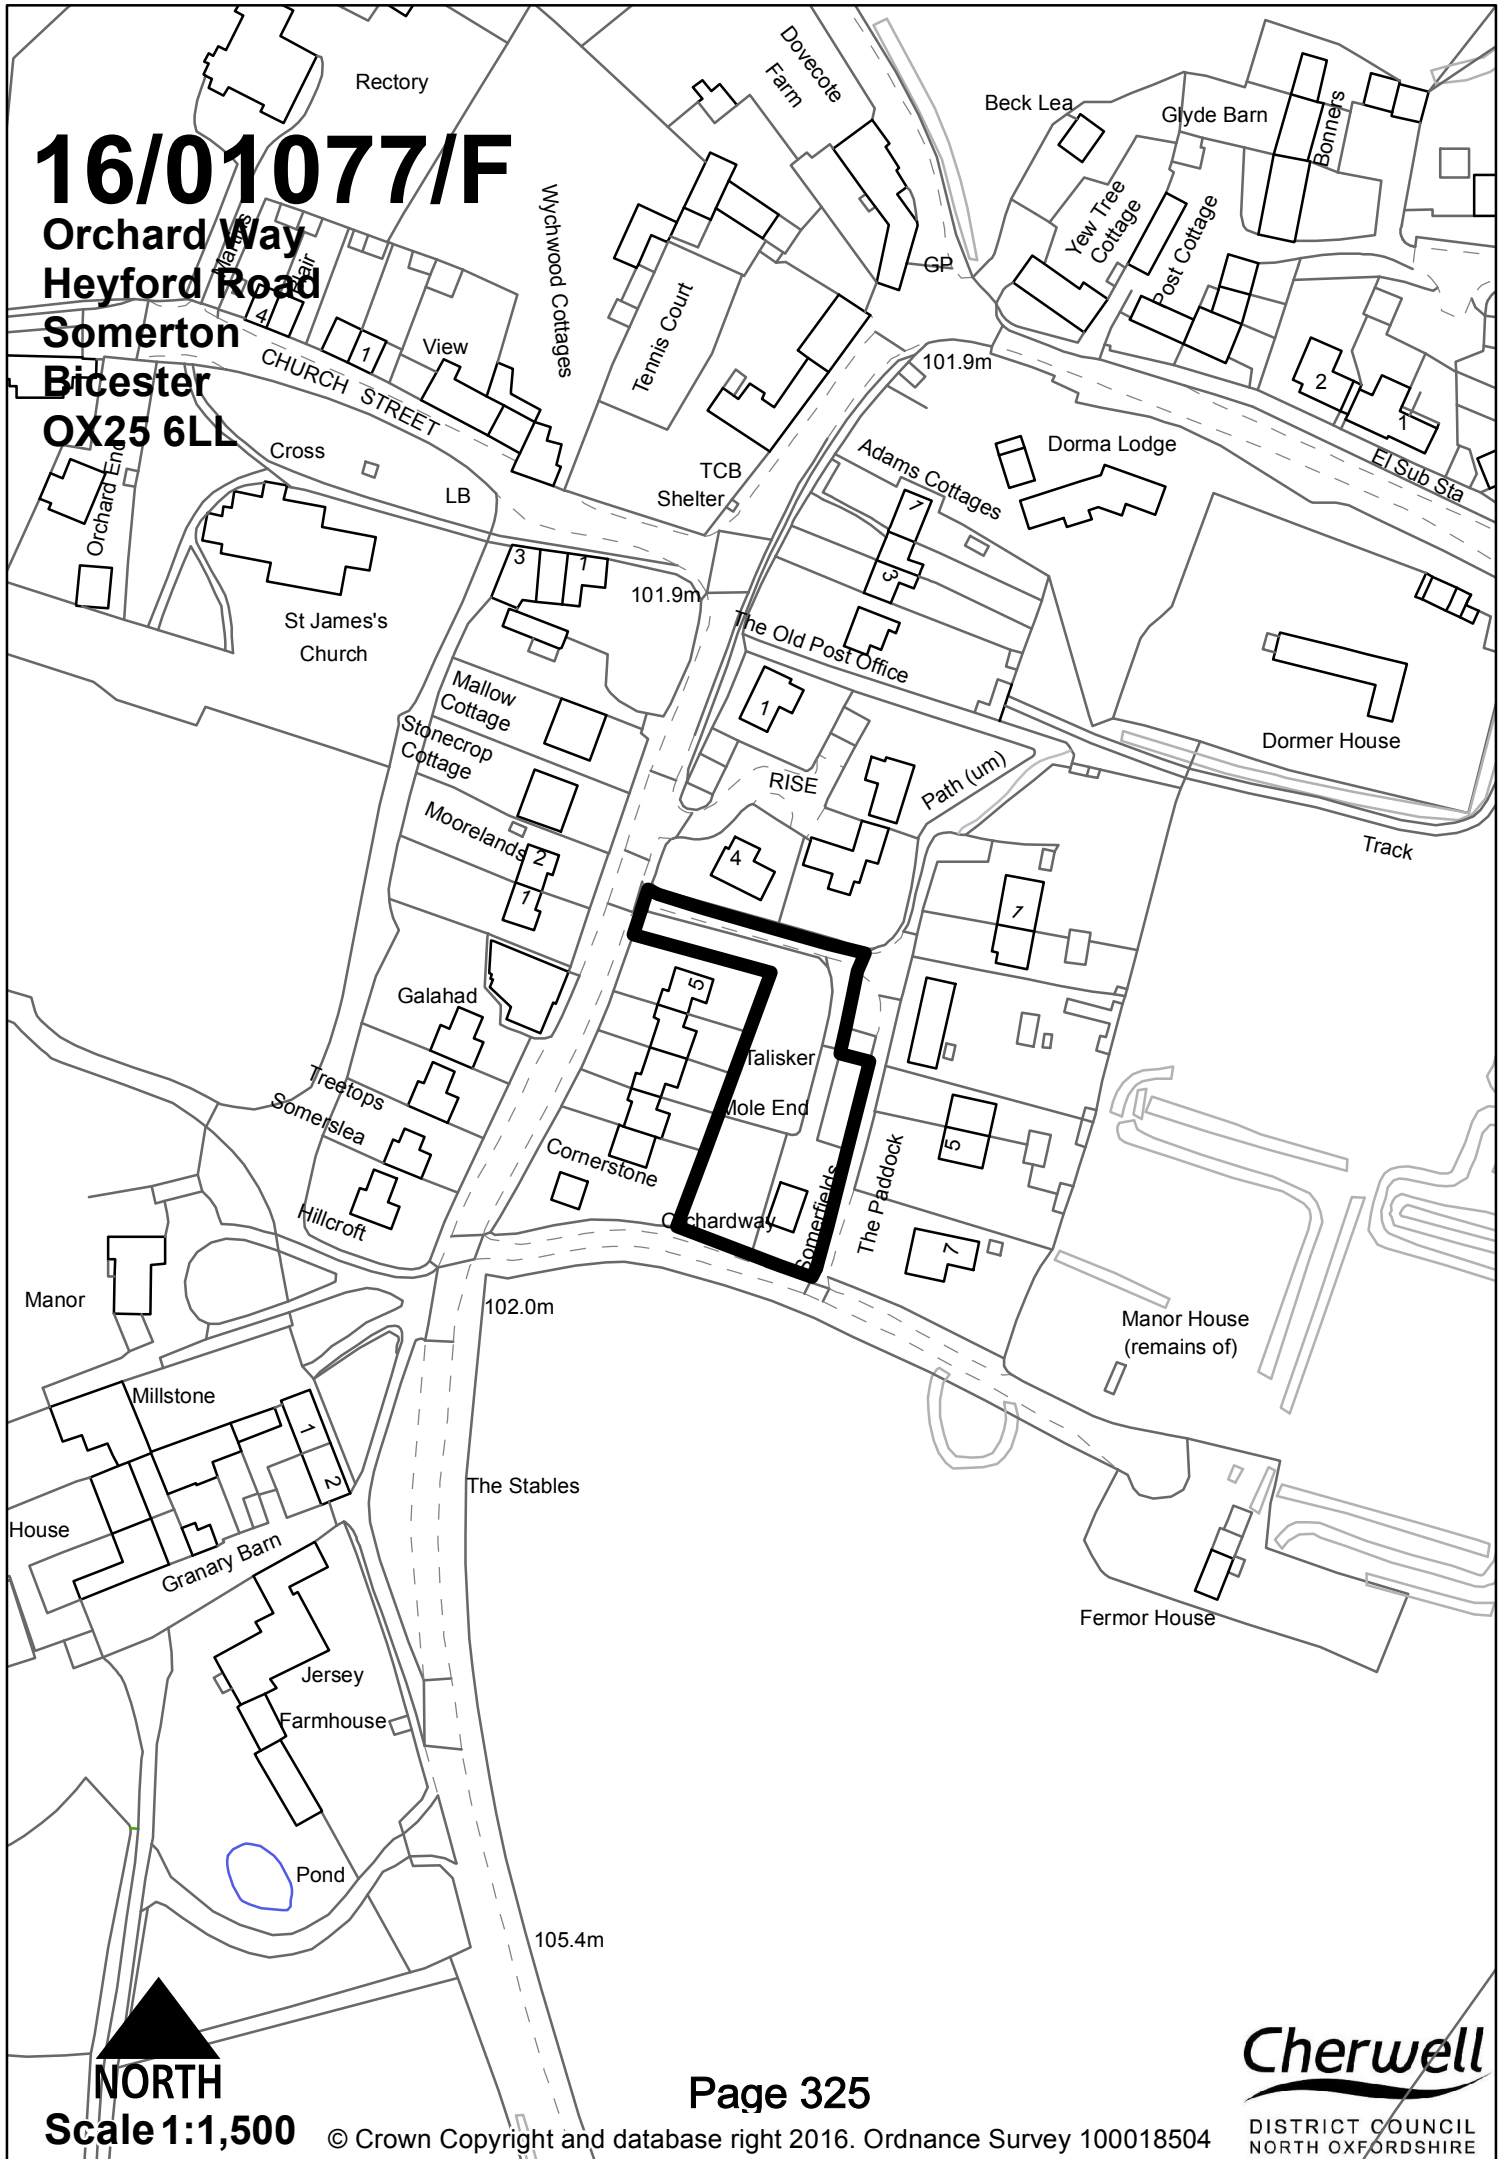 16/01077/F
Orchard Way
Heyford Road
Somerton
Bicester
OX25 6LL
Rectory
Dovecote
Farm
Beck Lea
Glyde Barn
Bonners
Yew Tree
Cottage
Post Cottage
Wychwood Cottages
GP
Tennis Court
4
1
View
CHURCH STREET
Cross
LB
TCB
Shelter
101.9m
Dorma Lodge
Adams Cottages
2
1
El Sub Sta
Orchard End
St James's
Church
3
1
101.9m
7
3
The Old Post Office
Mallow
Cottage
Stonecrop
Cottage
Moorelands
2
1
1
RISE
Path (um)
4
Dormer House
Track
1
Galahad
Treetops
Somerslea
Hillcroft
5
Talisker
Mole End
Cornerstone
Orchardway
Somerfields
The Paddock
5
7
Manor
102.0m
Manor House
(remains of)
Millstone
1
2
The Stables
House
Granary Barn
Fermor House
Jersey
Farmhouse
Pond
105.4m
NORTH
Scale 1:1,500
Page 325
© Crown Copyright and database right 2016. Ordnance Survey 100018504
Cherwell
DISTRICT COUNCIL
NORTH OXFORDSHIRE